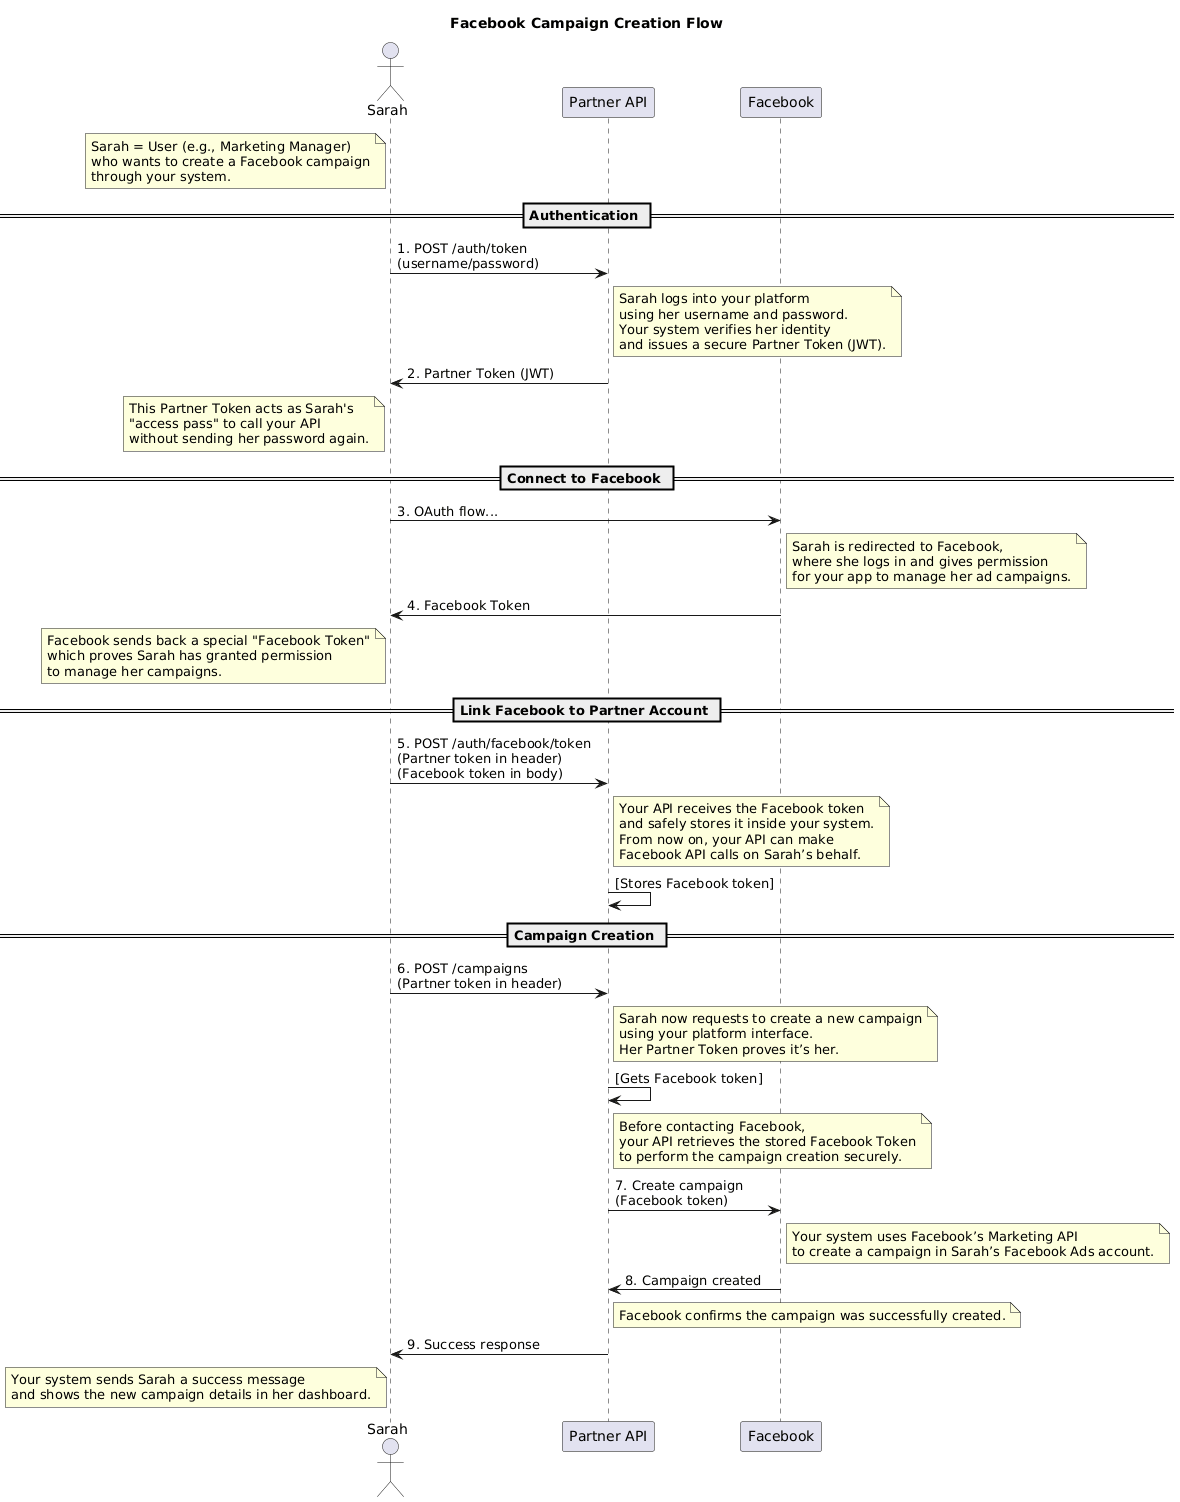 Facebook Campaign Creation Flow
Sarah
Partner API
Facebook
Sarah = User (e.g., Marketing Manager)
who wants to create a Facebook campaign
through your system.
Authentication
1. POST /auth/token
(username/password)
Sarah logs into your platform
using her username and password.
Your system verifies her identity
and issues a secure Partner Token (JWT).
2. Partner Token (JWT)
This Partner Token acts as Sarah's
"access pass" to call your API
without sending her password again.
Connect to Facebook
3. OAuth flow...
Sarah is redirected to Facebook,
where she logs in and gives permission
for your app to manage her ad campaigns.
4. Facebook Token
Facebook sends back a special "Facebook Token"
which proves Sarah has granted permission
to manage her campaigns.
Link Facebook to Partner Account
5. POST /auth/facebook/token
(Partner token in header)
(Facebook token in body)
Your API receives the Facebook token
and safely stores it inside your system.
From now on, your API can make
Facebook API calls on Sarah’s behalf.
[Stores Facebook token]
Campaign Creation
6. POST /campaigns
(Partner token in header)
Sarah now requests to create a new campaign
using your platform interface.
Her Partner Token proves it’s her.
[Gets Facebook token]
Before contacting Facebook,
your API retrieves the stored Facebook Token
to perform the campaign creation securely.
7. Create campaign
(Facebook token)
Your system uses Facebook’s Marketing API
to create a campaign in Sarah’s Facebook Ads account.
8. Campaign created
Facebook confirms the campaign was successfully created.
9. Success response
Your system sends Sarah a success message
and shows the new campaign details in her dashboard.
Sarah
Partner API
Facebook